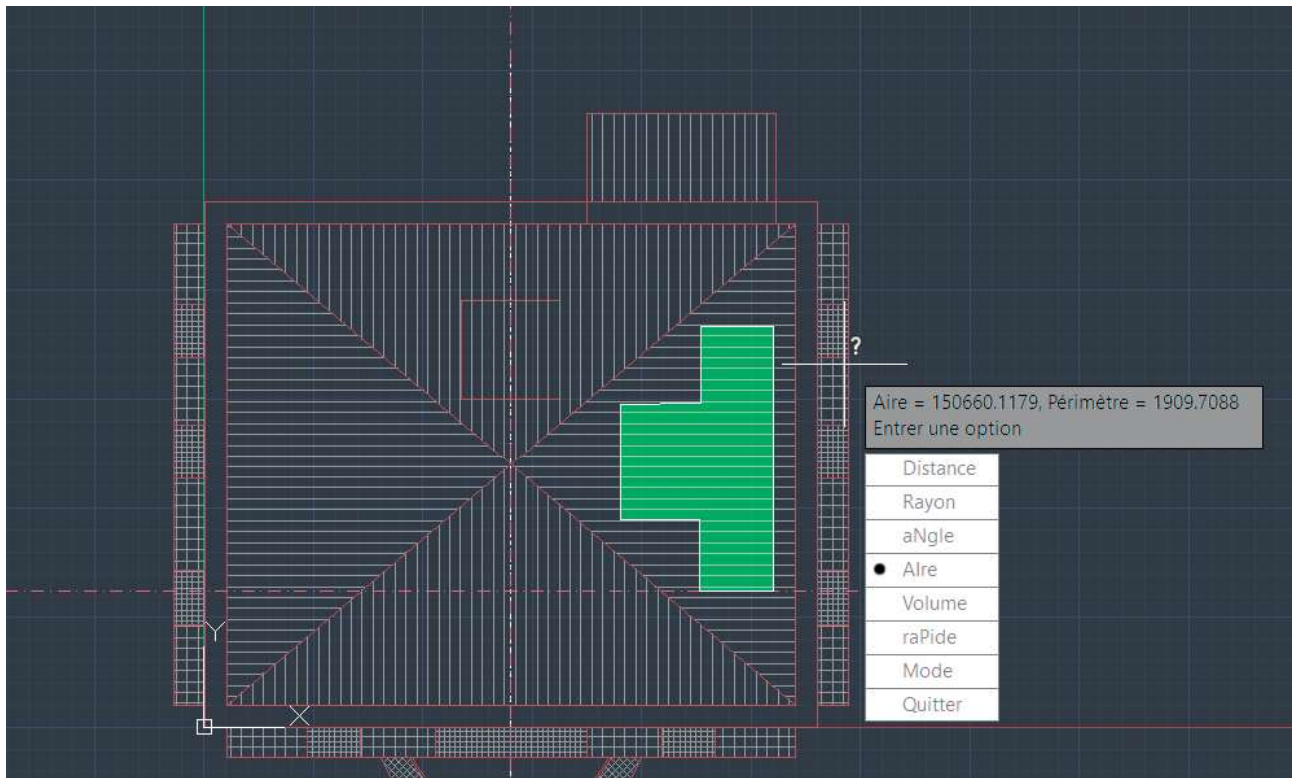 ?
Aire = 150660.1179, Périmètre = 1909.7088
Entrer une option
Distance
Rayon
aNgle
AIre
Volume
raPide
Mode
Quitter
Y
X